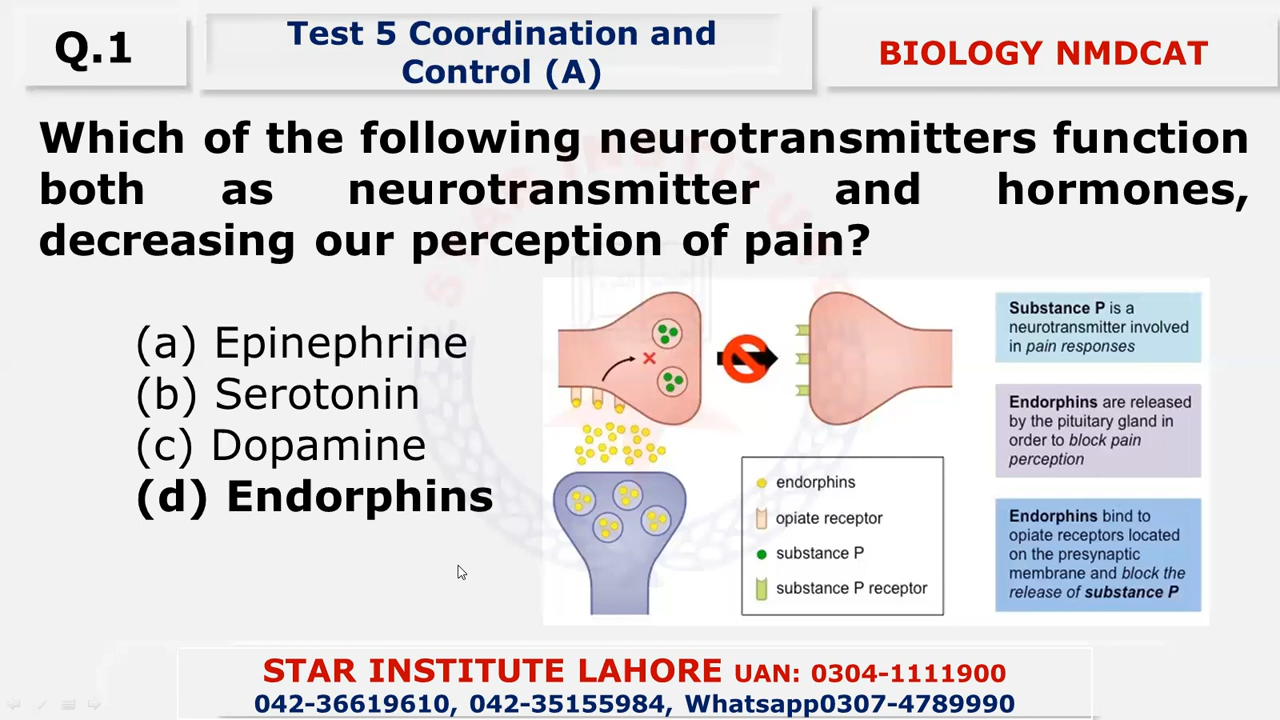 Q.1
Test 5 Coordination and
Control (A)
BIOLOGY NMDCAT
Which of the following neurotransmitters function
both as neurotransmitter and hormones,
decreasing our perception of pain?
(a) Epinephrine
(b) Serotonin
(c) Dopamine
(d) Endorphins
endorphins
opiate receptor
substance P
substance P receptor
Substance P is a
neurotransmitter involved
in pain responses
Endorphins are released
by the pituitary gland in
order to block pain
perception
Endorphins bind to
opiate receptors located
on the presynaptic
membrane and block the
release of substance P
STAR INSTITUTE LAHORE UAN: 0304-1111900
042-36619610, 042-35155984, Whatsapp0307-4789990